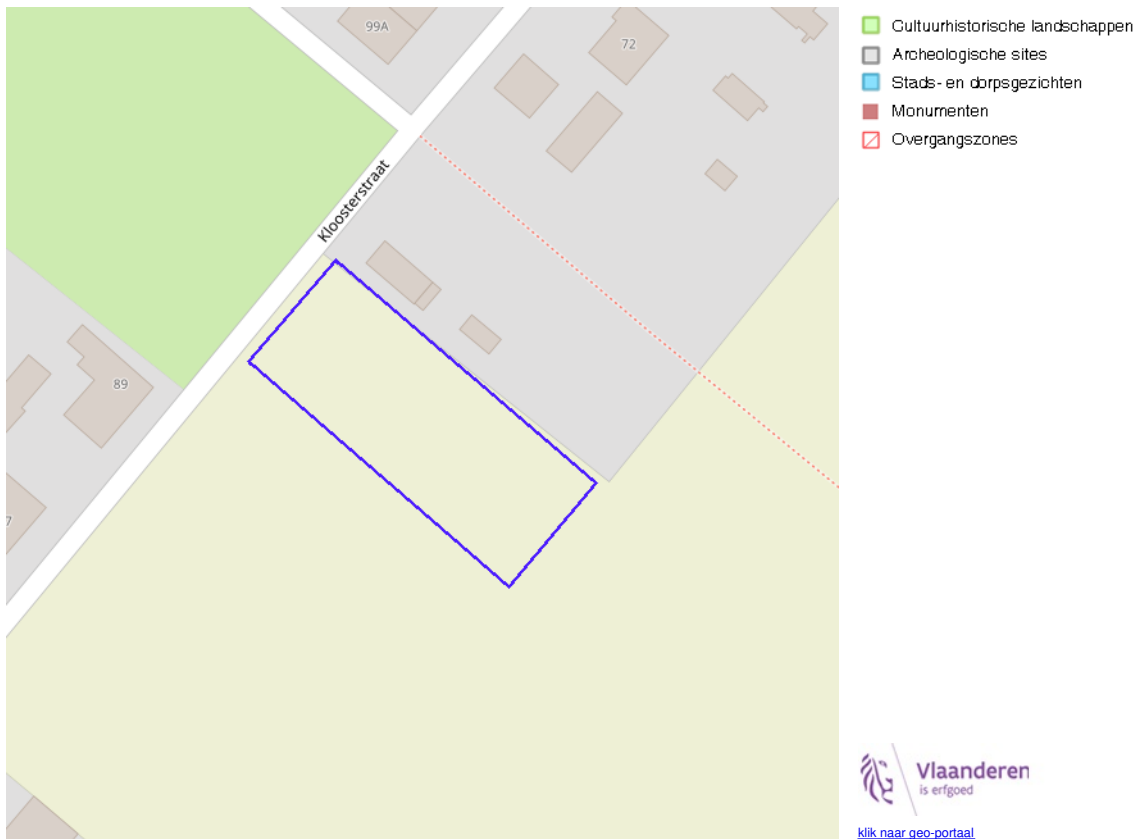 99A
72
Kloosterstraat
89
7
Cultuurhistorische landschappen
Archeologische sites
Stads- en dorpsgezichten
Monumenten
Overgangszones
Vlaanderen
is erfgoed
klik naar geo-portaal